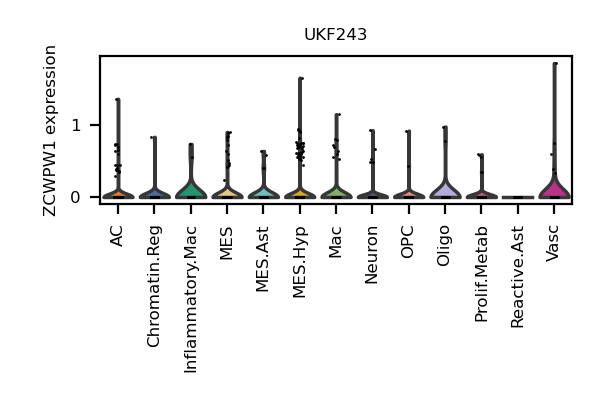 UKF243
ZCWPW1 expression
1
0
AC
Chromatin.Reg
Inflammatory.Mac
MES
MES.Ast
MES.Hyp
Mac
Neuron
OPC
Oligo
Prolif.Metab
Reactive.Ast
Vasc